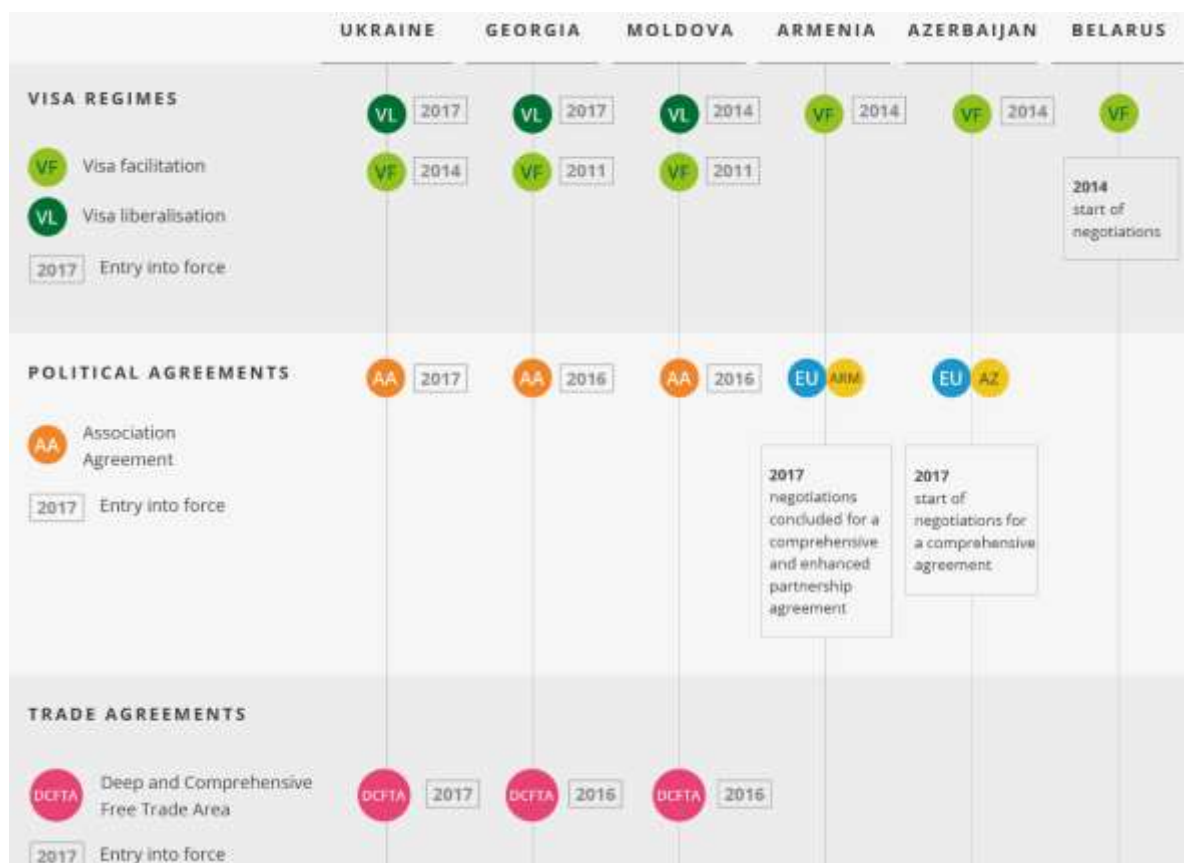 UKRAINE GEORGIA MOLDOVA ARMENIA AZERBAIJAN BELARUS
VISA REGIMES
VL 2017 VL 2017 VL 2014 VF 2014 VF 2014 VF
VF Visa facilitation
VF 2014 VF 2011 VF 2011
VL Visa liberalisation
2017 Entry into force
2014
start of
negotiations
POLITICAL AGREEMENTS
AA 2017 AA 2016 AA 2016 EU ARM EU AZ
AA Association
Agreement
2017 Entry into force
2017
negotiations
concluded for a
comprehensive
and enhanced
partnership
agreement
2017
start of
negotiations for
a comprehensive
agreement
TRADE AGREEMENTS
DCFTA Deep and Comprehensive
Free Trade Area
DCFTA 2017 DCFTA 2016 DCFTA 2016
2017 Entry into force